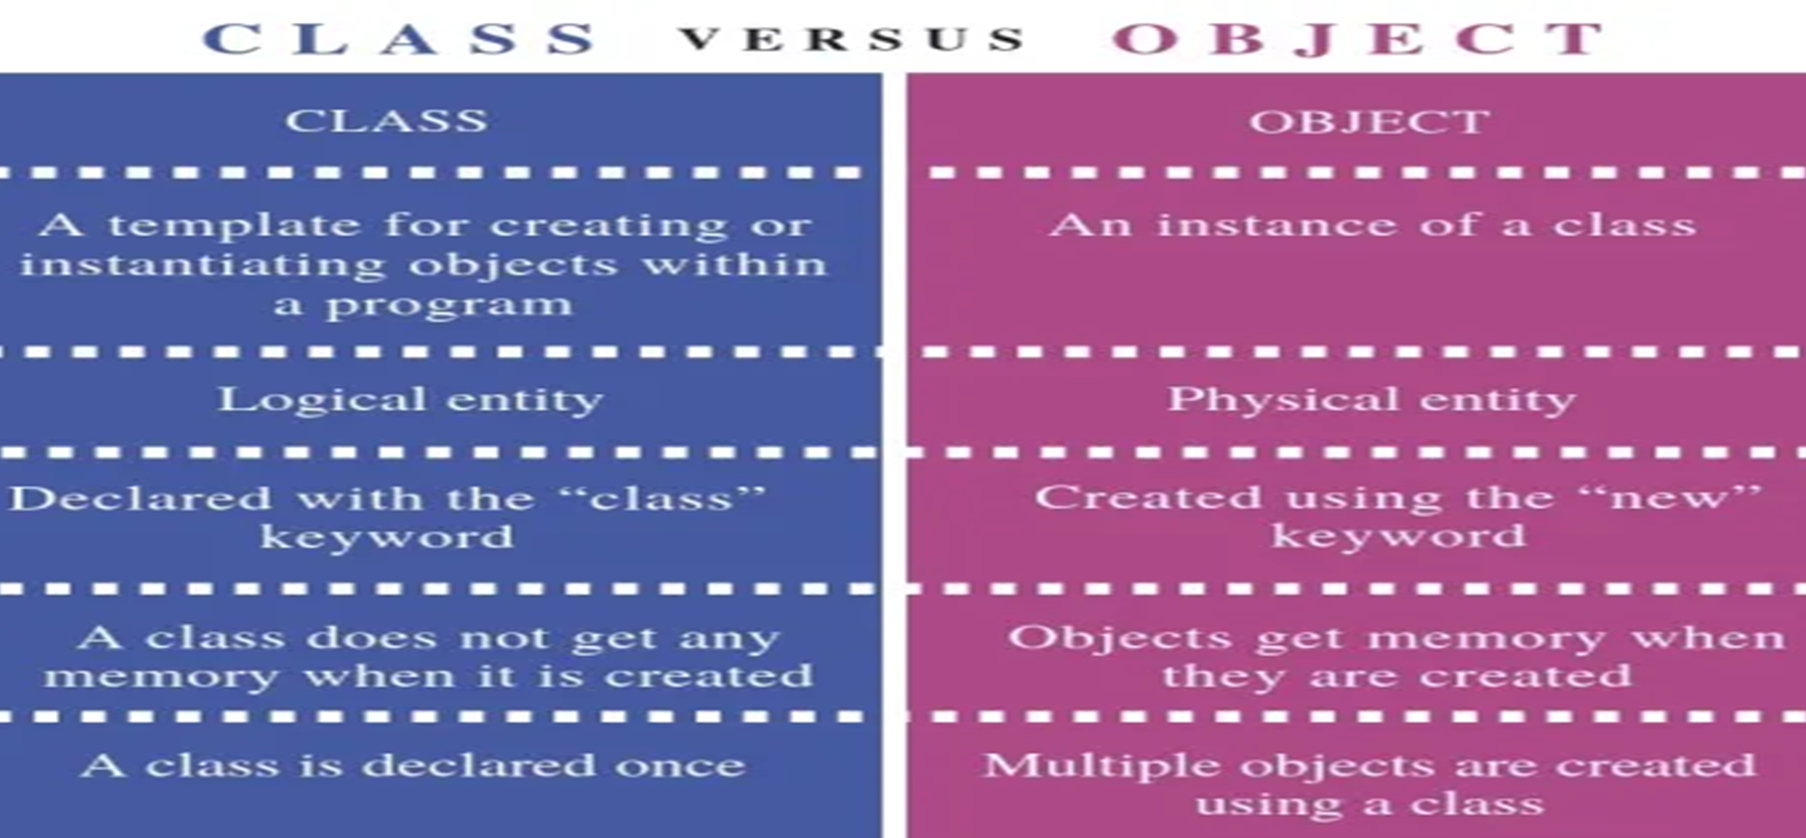 CLASS VERSUS OBJECT
CLASS
A template for creating or
instantiating objects within
a program
Logical entity
Declared with the “class”
keyword
A class does not get any
memory when it is created
A class is declared once
OBJECT
An instance of a class
Physical entity
Created using the “new”
keyword
Objects get memory when
they are created
Multiple objects are created
using a class